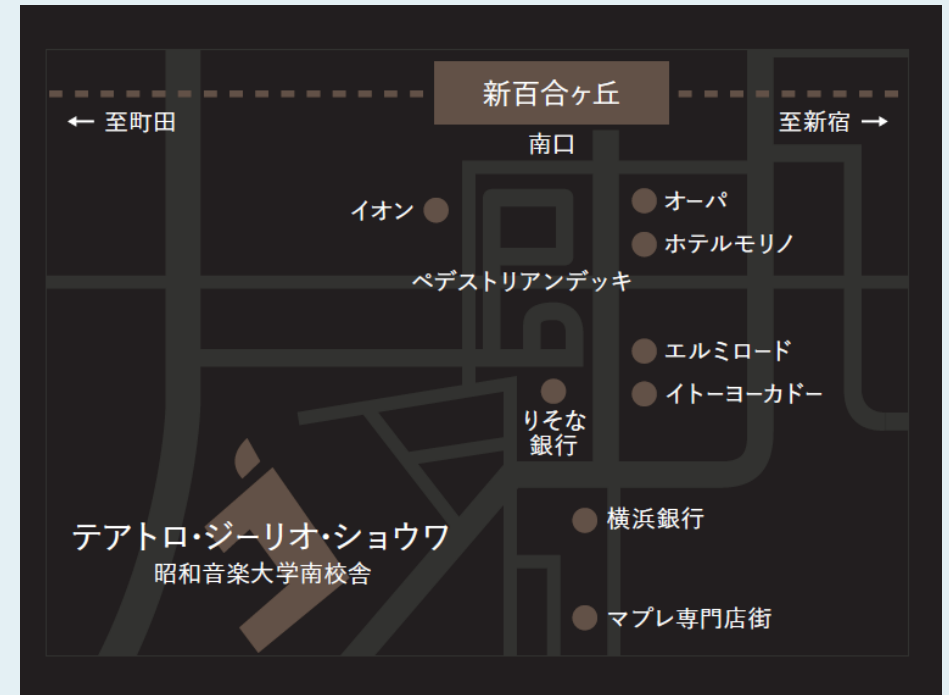 新百合ヶ丘
← 至町田
至新宿 →
南口
イオン
オーパ
ホテルモリノ
ペデストリアンデッキ
エルミロード
イトーヨーカドー
りそな
銀行
横浜銀行
テアトロ・ジーリオ・ショウワ
昭和音楽大学南校舎
マプレ専門店街